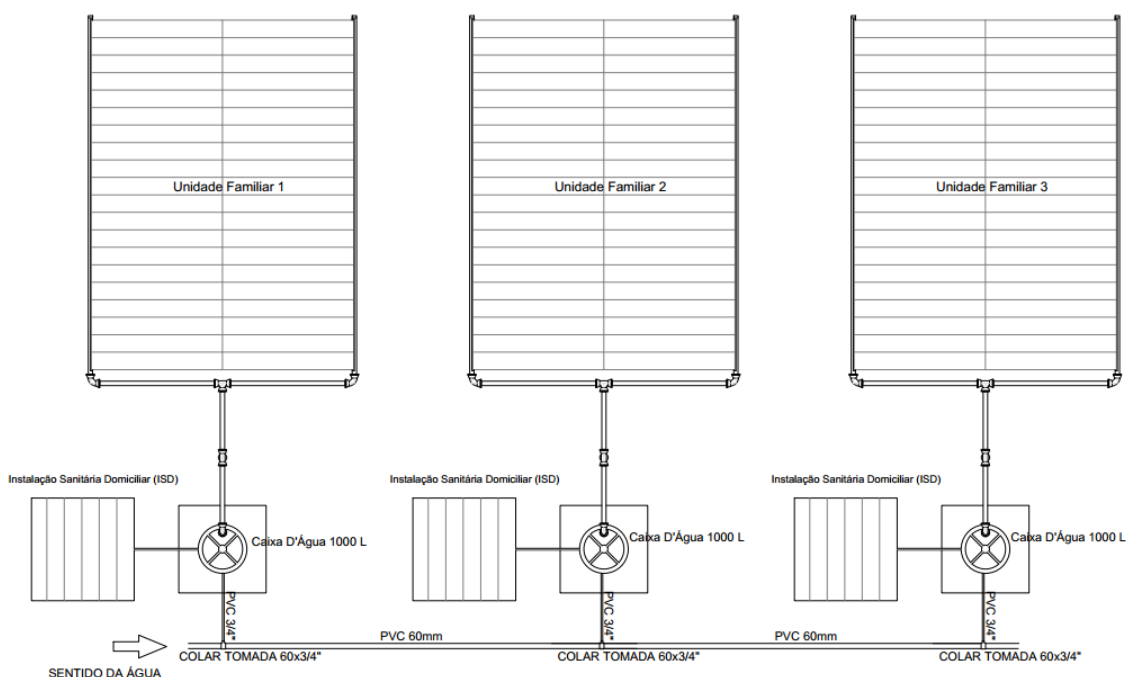 Unidade Familiar 1
Unidade Familiar 2
Unidade Familiar 3
Instalação Sanitária Domiciliar (ISD)
Instalação Sanitária Domiciliar (ISD)
Instalação Sanitária Domiciliar (ISD)
Caixa D'Água 1000 L
Caixa D'Água 1000 L
Caixa D'Água 1000 L
PVC 3/4"
PVC 3/4"
PVC 3/4"
PVC 60mm
PVC 60mm
COLAR TOMADA 60x3/4"
COLAR TOMADA 60x3/4"
COLAR TOMADA 60x3/4"
SENTIDO DA ÁGUA